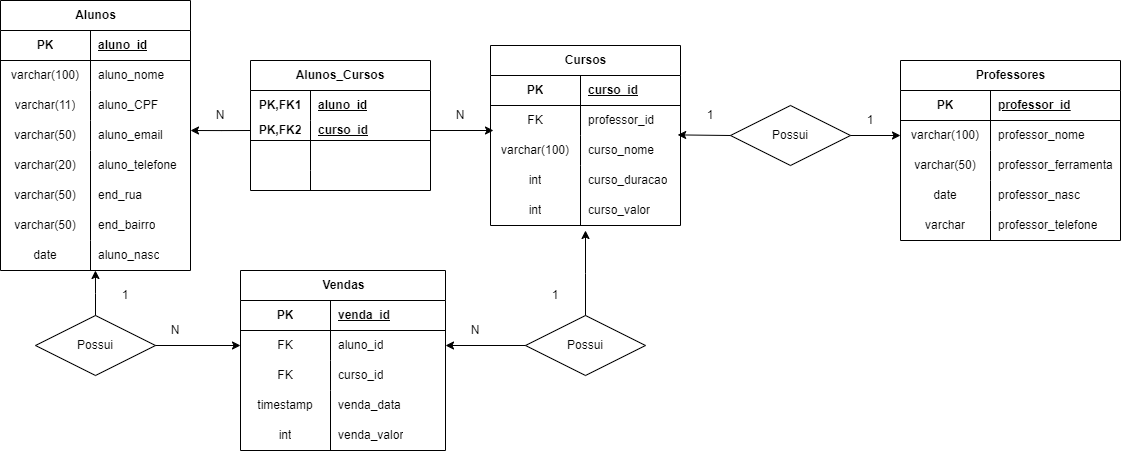 Alunos
PK aluno_id
varchar(100) aluno_nome
varchar(11) aluno_CPF
varchar(50) aluno_email
varchar(20) aluno_telefone
varchar(50) end_rua
varchar(50) end_bairro
date aluno_nasc
N
Alunos_Cursos
PK,FK1 aluno_id
PK,FK2 curso_id
N
Cursos
PK curso_id
FK professor_id
varchar(100) curso_nome
int curso_duracao
int curso_valor
1
Possui
1
Professores
PK professor_id
varchar(100) professor_nome
varchar(50) professor_ferramenta
date professor_nasc
varchar professor_telefone
1
Possui
N
Vendas
PK venda_id
FK aluno_id
FK curso_id
timestamp venda_data
int venda_valor
N
1
Possui